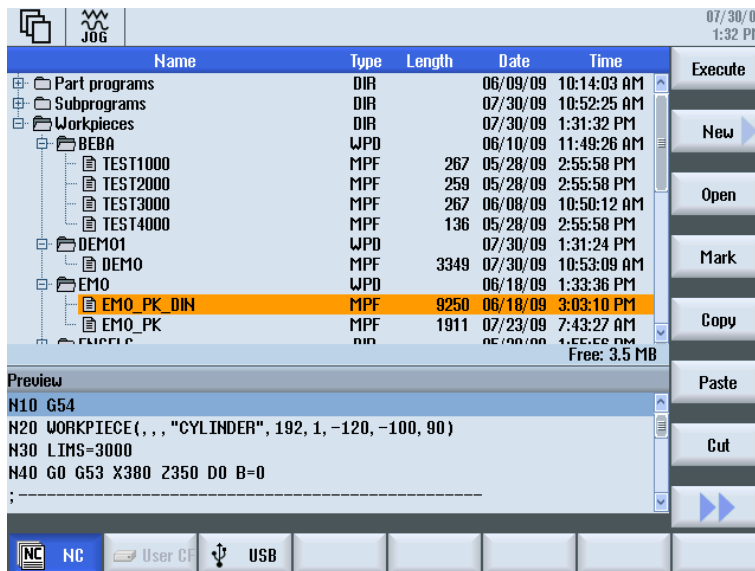 07/30/0
JOG
1:32 PM
Name Type Length Date Time
Execute
Part programs DIR 06/09/09 10:14:03 AM
Subprograms DIR 07/30/09 10:52:25 AM
Workpieces DIR 07/30/09 1:31:32 PM
New
BEBA WPD 06/10/09 11:49:26 AM
TEST1000 MPF 267 05/28/09 2:55:58 PM
TEST2000 MPF 259 05/28/09 2:55:58 PM
Open
TEST3000 MPF 267 06/08/09 10:50:12 AM
TEST4000 MPF 136 05/28/09 2:55:58 PM
DEMO1 WPD 07/30/09 1:31:24 PM
Mark
DEMO MPF 3349 07/30/09 10:53:09 AM
EMO WPD 06/18/09 1:33:36 PM
EMO_PK_DIN MPF 9250 06/18/09 3:03:10 PM
Copy
EMO_PK MPF 1911 07/23/09 7:43:27 AM
Free: 3.5 MB
Preview
Paste
N10 G54
N20 WORKPIECE(,,,"CYLINDER",192,1,-120,-100,90)
N30 LIMS=3000
Cut
N40 G0 G53 X380 Z350 D0 B=0
;--------------------------------------------------
NC NC User CF USB